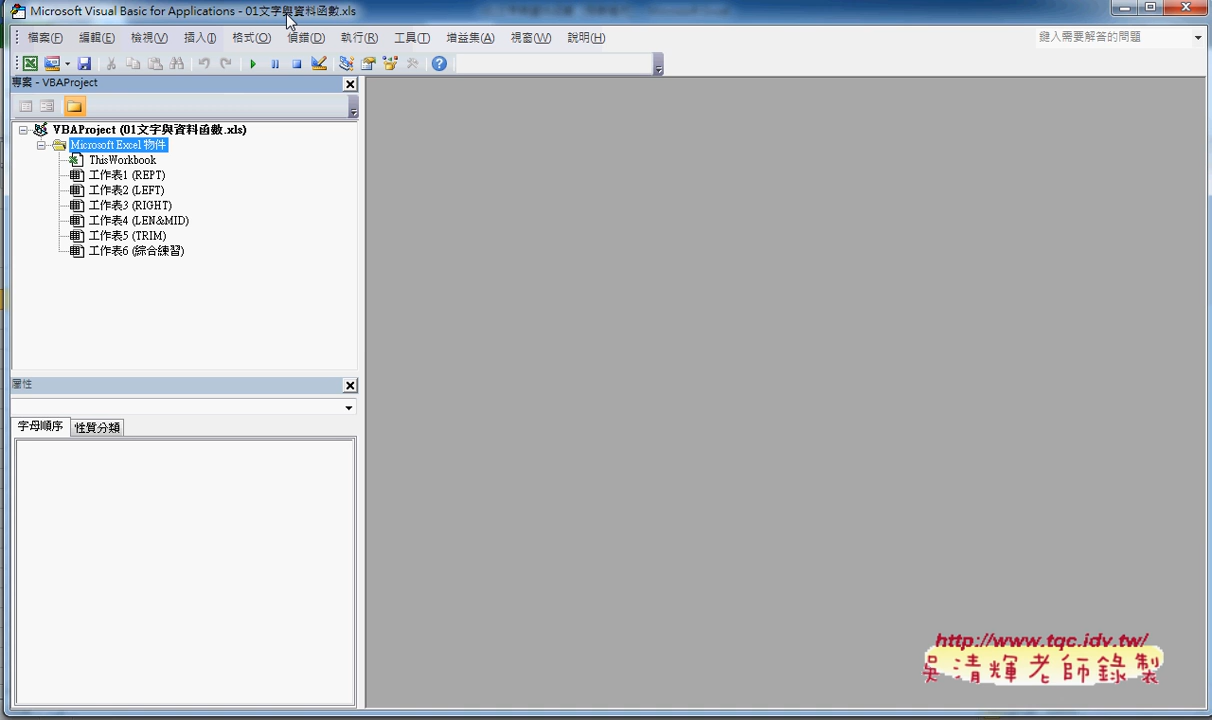 Microsoft Visual Basic for Applications - 01文字與資料函數.xls
檔案(F) 編輯(E) 檢視(V) 插入(I) 格式(O) 偵錯(D) 執行(R) 工具(T) 增益集(A) 視窗(W) 說明(H) 鍵入需要解答的問題
專案 - VBAProject
VBAProject (01文字與資料函數.xls)
Microsoft Excel 物件
ThisWorkbook
工作表1 (REPT)
工作表2 (LEFT)
工作表3 (RIGHT)
工作表4 (LEN&MID)
工作表5 (TRIM)
工作表6 (綜合練習)
屬性
字母順序 性質分類
http://www.tqc.idv.tw/
吳清輝老師錄製